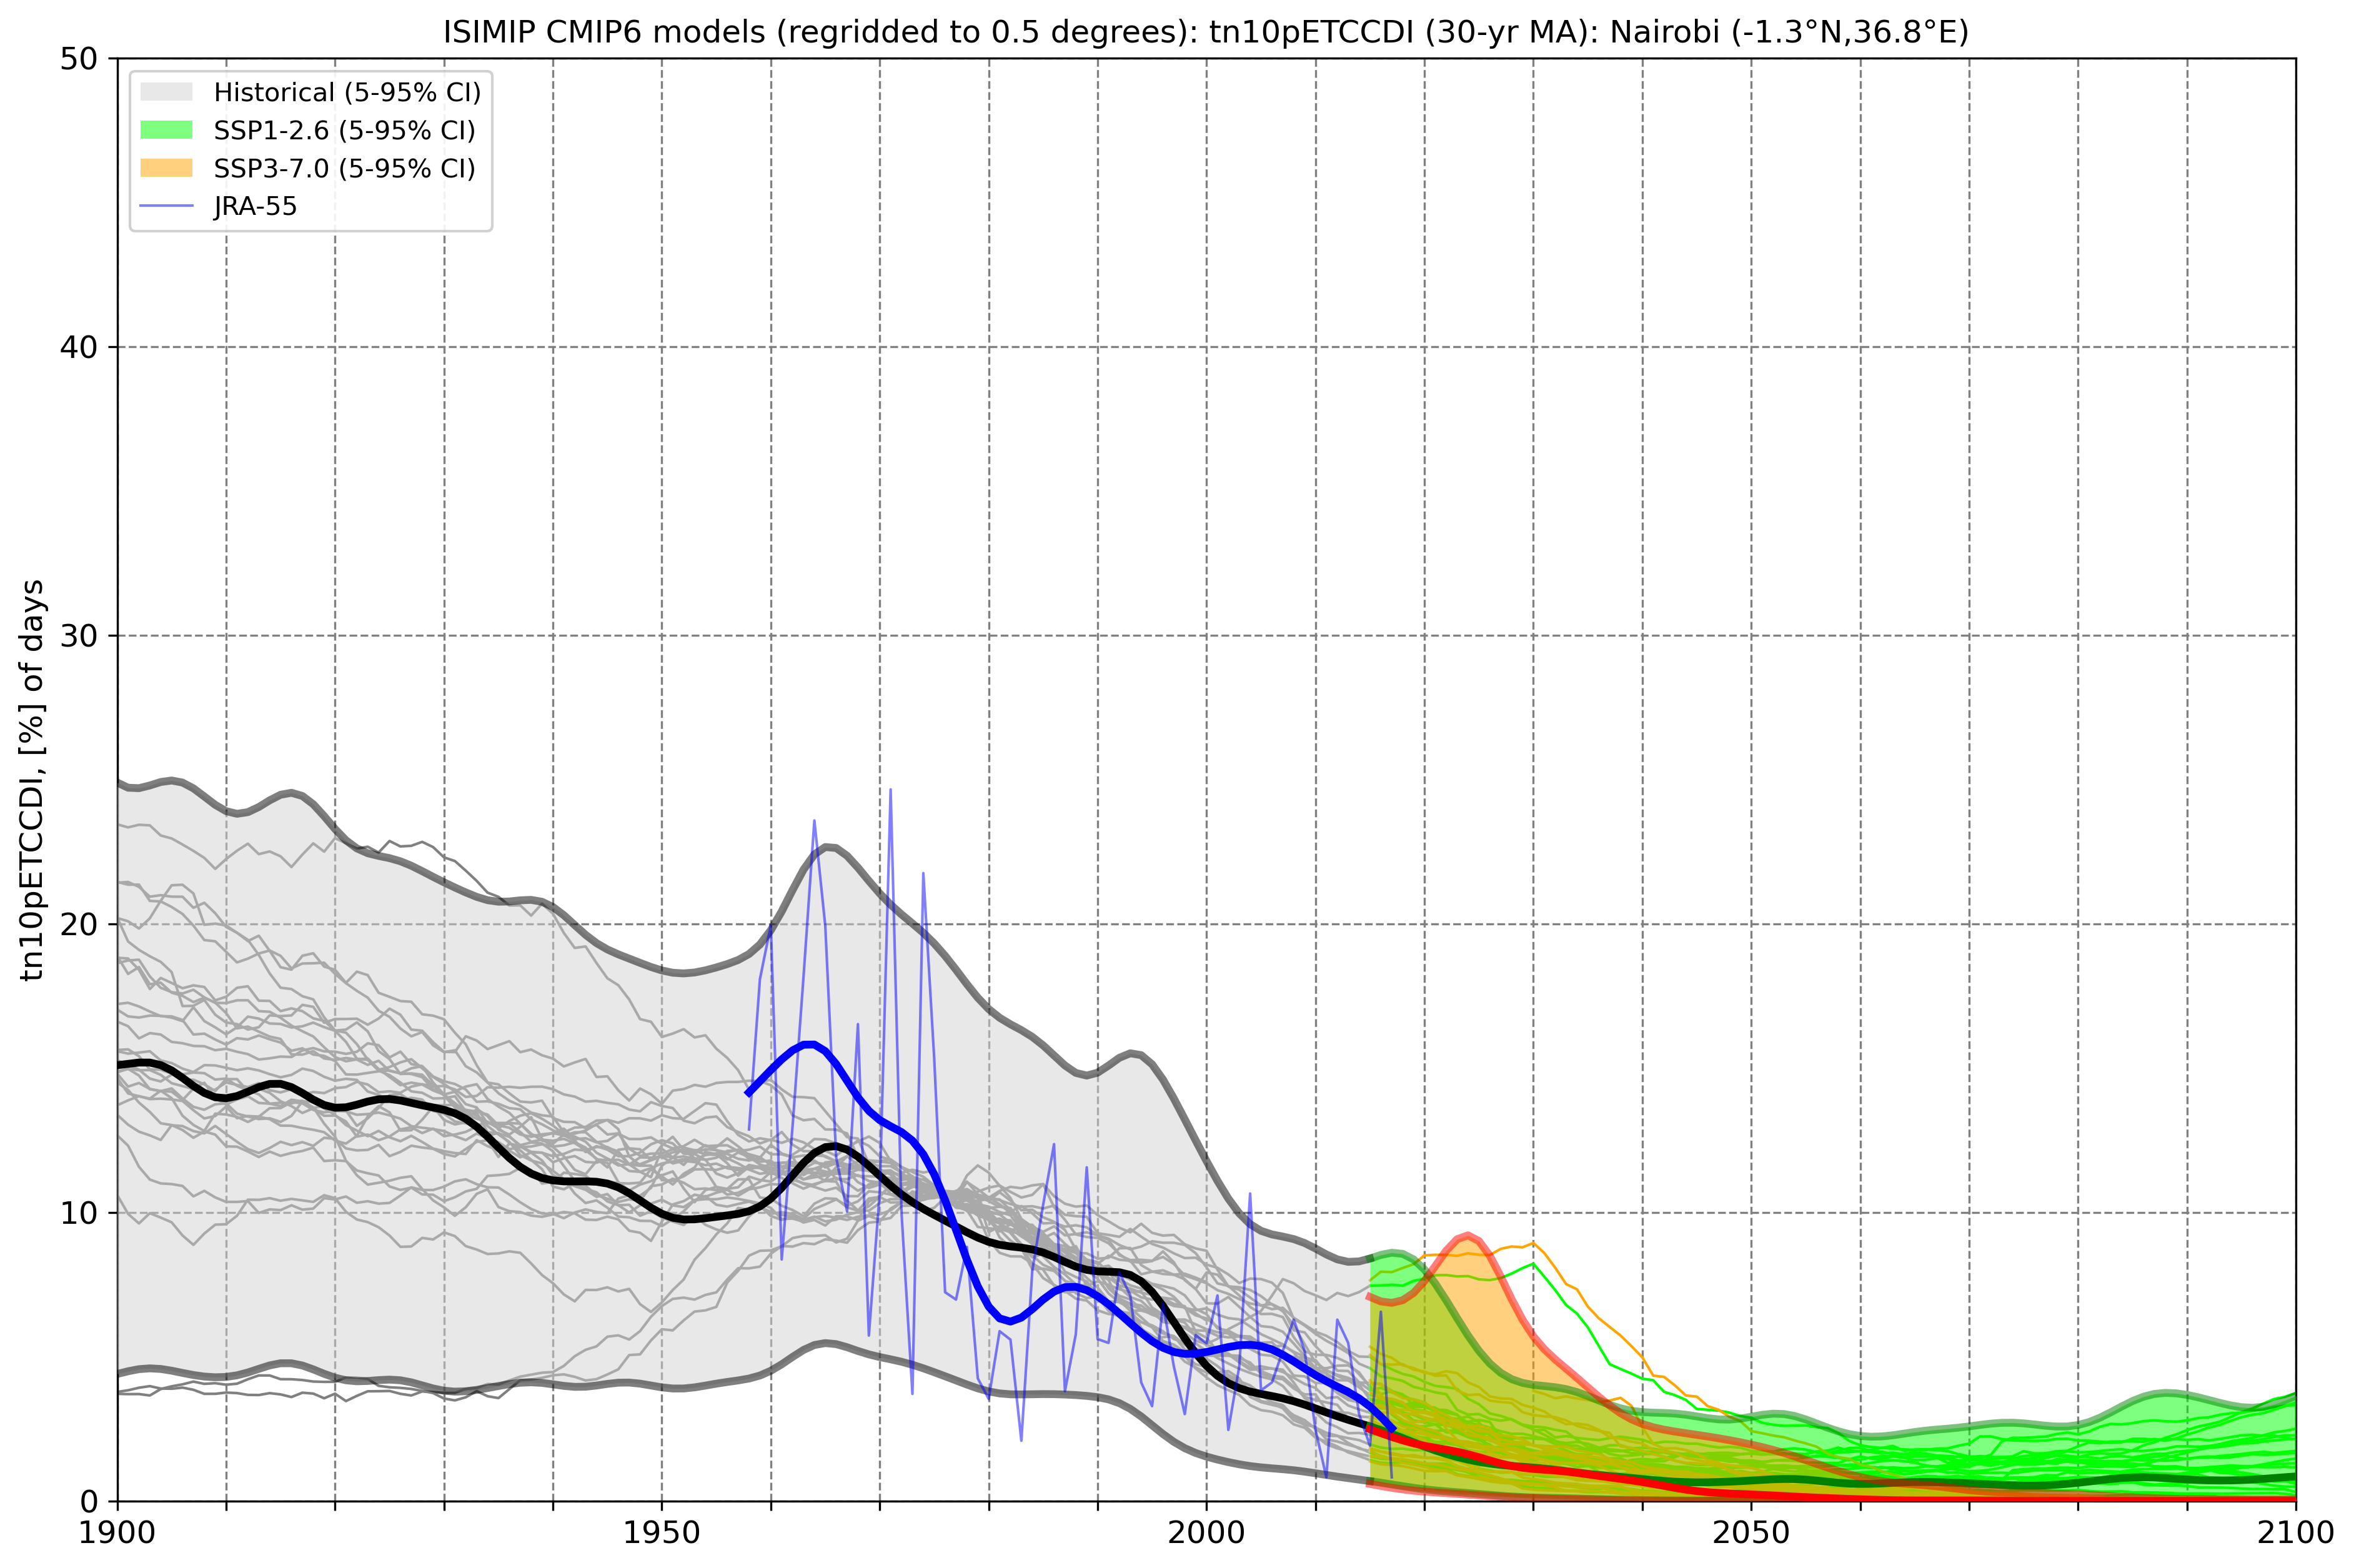 ISIMIP CMIP6 models (regridded to 0.5 degrees): tn10pETCCDI (30-yr MA): Nairobi (-1.3°N,36.8°E)
Historical (5-95% CI)
SSP1-2.6 (5-95% CI)
SSP3-7.0 (5-95% CI)
JRA-55
tn10pETCCDI, [%] of days
50
40
30
20
10
0
1900
1950
2000
2050
2100